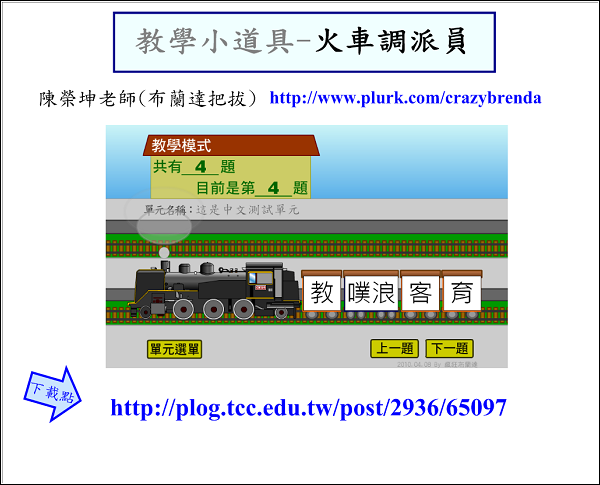 教學小道具-火車調派員
陳榮坤老師(布蘭達把拔) http://www.plurk.com/crazybrenda
教學模式
共有 4 題
目前是第 4 題
單元名稱：這是中文測試單元
教 噗浪 客 育
單元選單 上一題 下一題
2010.06.08 By 瘋狂布蘭達
下載點
http://plog.tcc.edu.tw/post/2936/65097